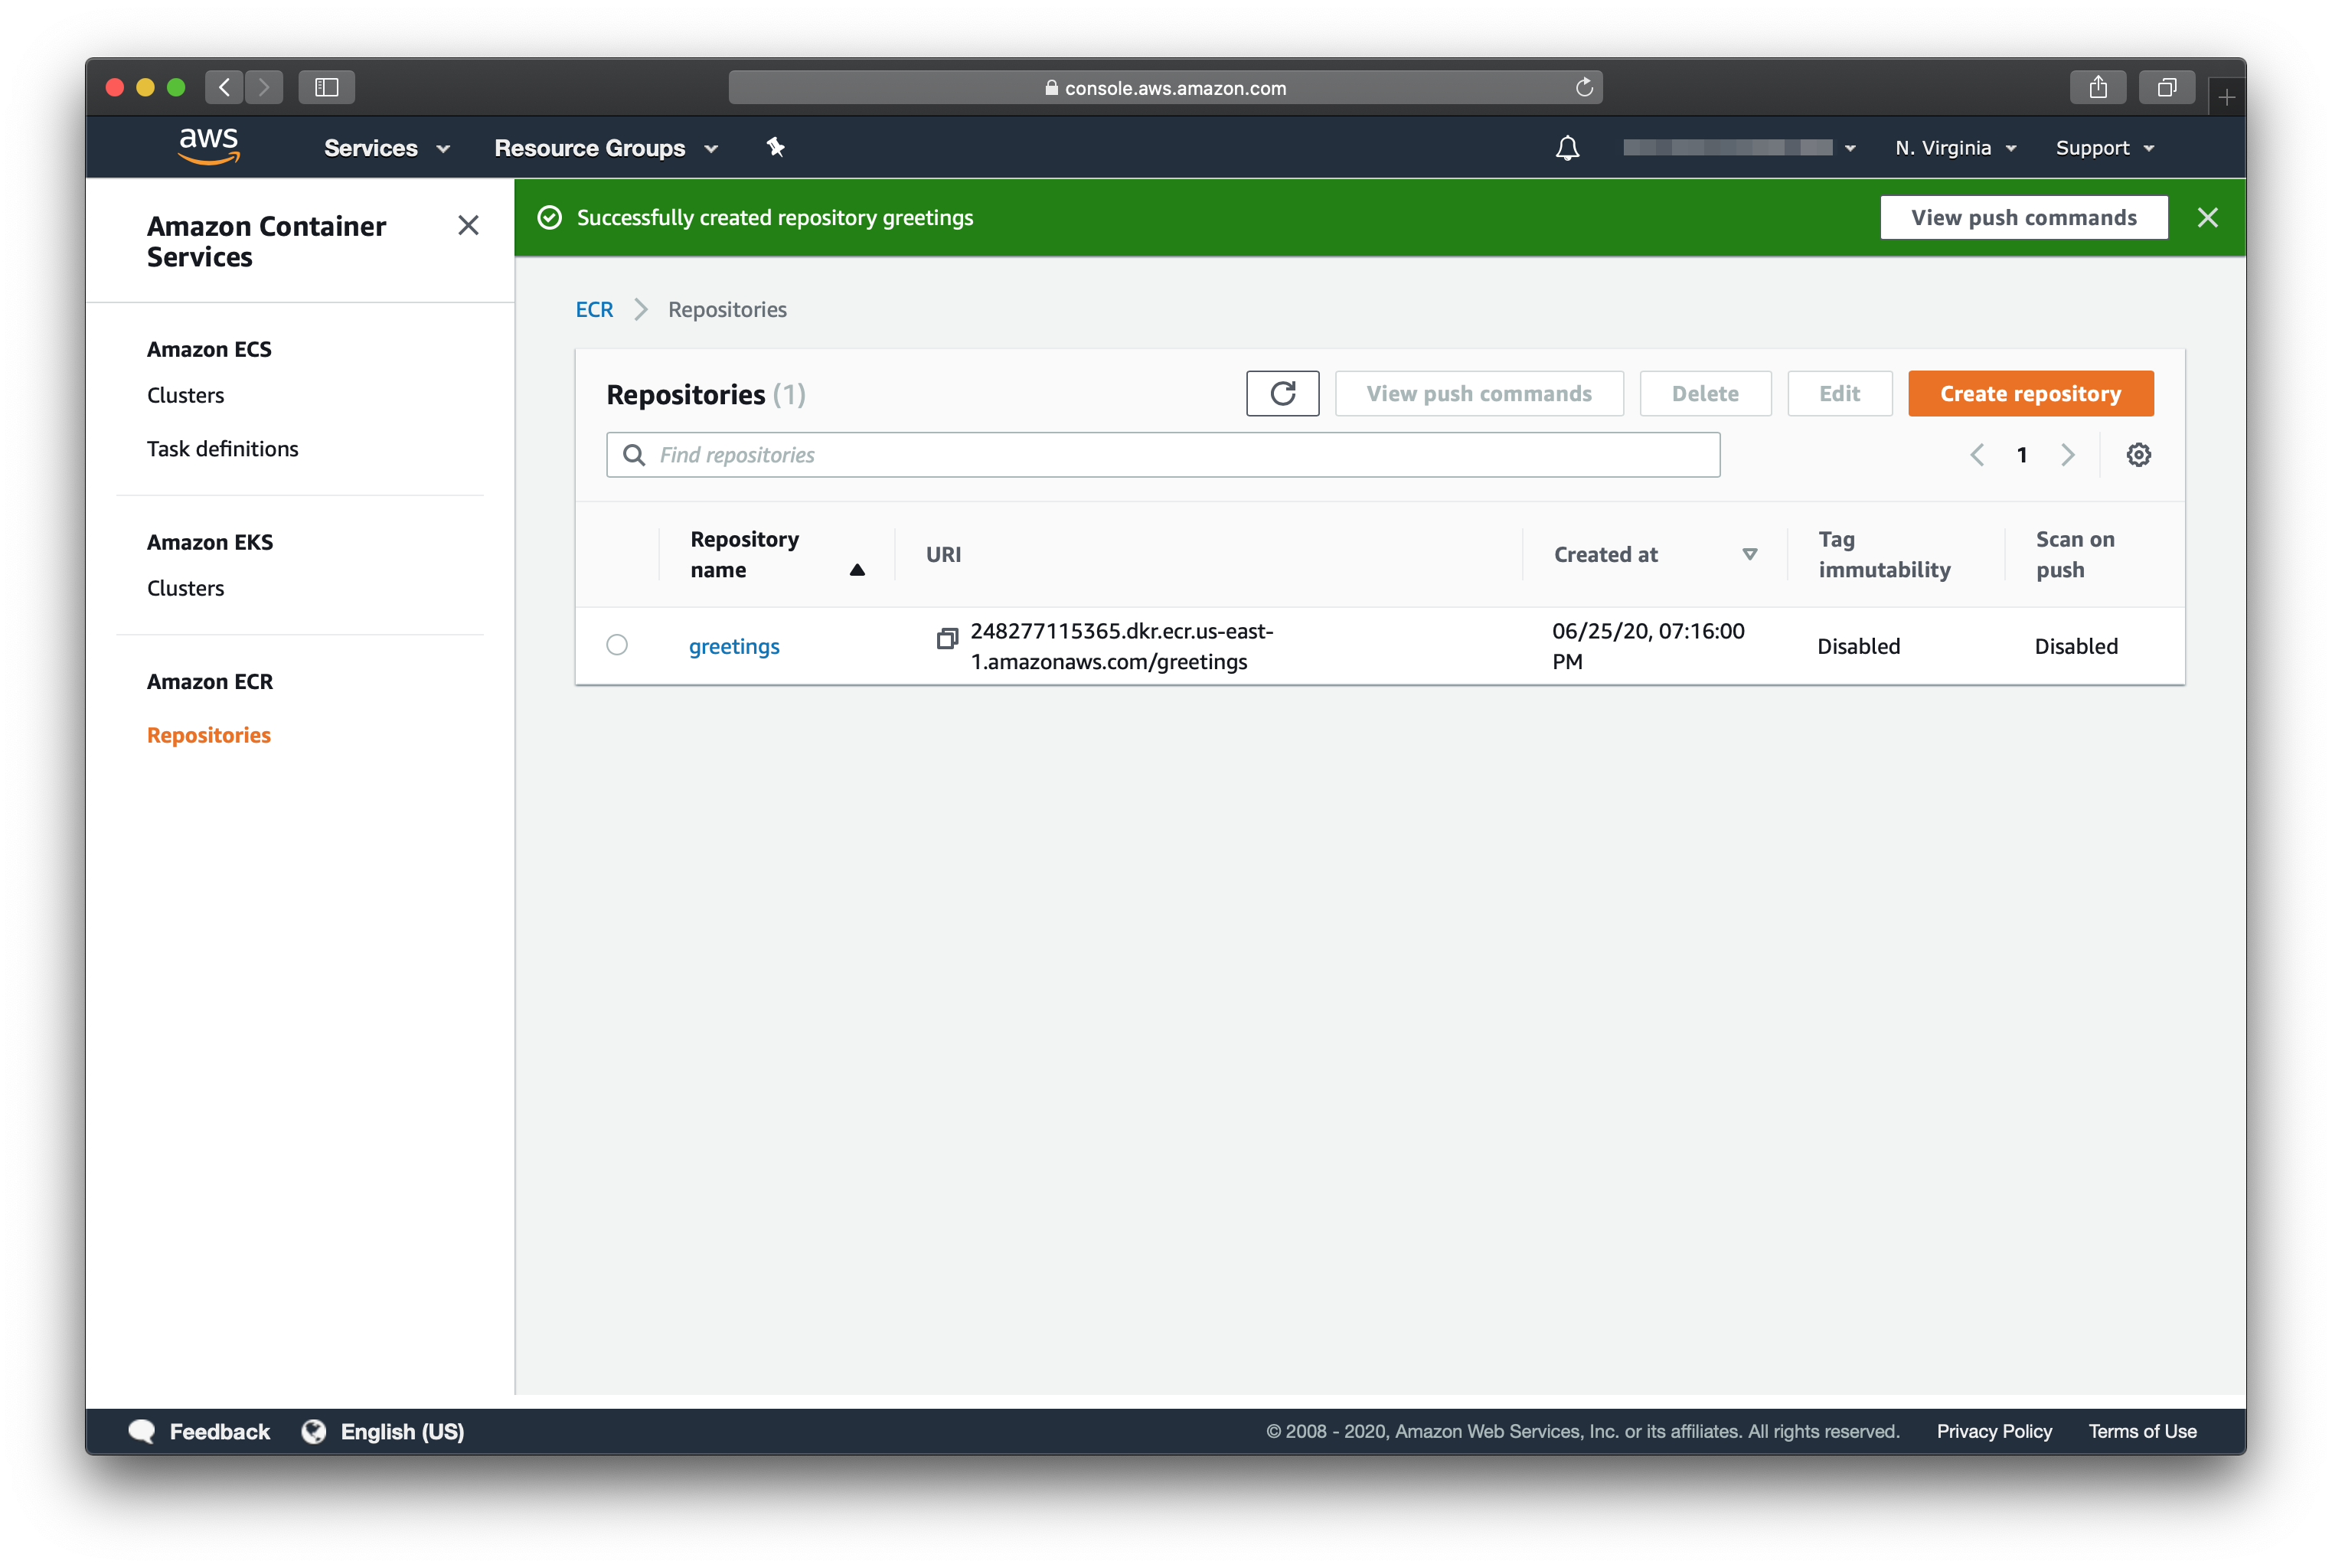 console.aws.amazon.com
aws
Services
Resource Groups
N. Virginia
Support
Amazon Container
Services
Successfully created repository greetings
View push commands
Amazon ECS
Clusters
Task definitions
Amazon EKS
Clusters
Amazon ECR
Repositories
ECR
Repositories
Repositories (1)
View push commands
Delete
Edit
Create repository
Find repositories
1
Repository
name
URI
Created at
Tag
immutability
Scan on
push
greetings
248277115365.dkr.ecr.us-east-
1.amazonaws.com/greetings
06/25/20, 07:16:00
PM
Disabled
Disabled
Feedback
English (US)
© 2008 - 2020, Amazon Web Services, Inc. or its affiliates. All rights reserved.
Privacy Policy
Terms of Use